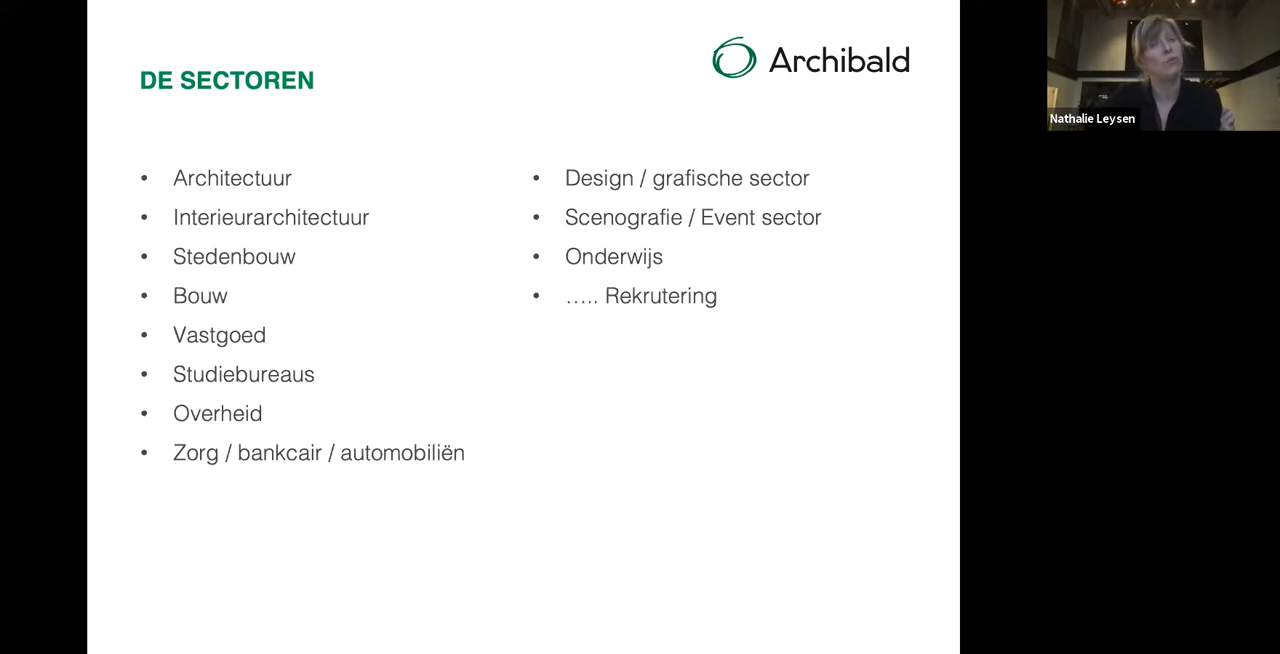 DE SECTOREN
Archibald
Nathalie Leysen
• Architectuur
• Interieurarchitectuur
• Stedenbouw
• Bouw
• Vastgoed
• Studiebureaus
• Overheid
• Zorg / bankcair / automobiliën
• Design / grafische sector
• Scenografie / Event sector
• Onderwijs
• ….. Rekrutering